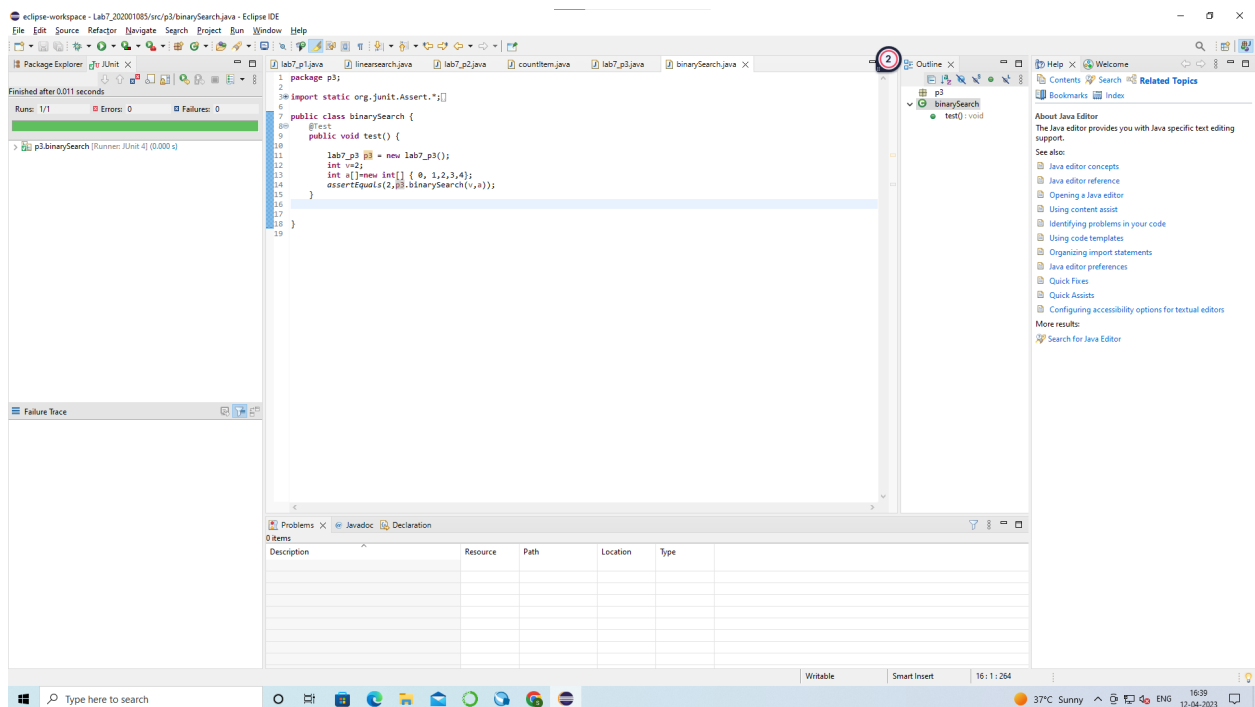 eclipse-workspace - Lab7_202001085/src/p3/binarySearch.java - Eclipse IDE
File Edit Source Refactor Navigate Search Project Run Window Help
Package Explorer JUnit
Finished after 0.011 seconds
Runs: 1/1 Errors: 0 Failures: 0
p3.binarySearch [Runner: JUnit 4] (0.000 s)
Failure Trace
lab7_p1.java linearsearch.java lab7_p2.java countItem.java lab7_p3.java binarySearch.java
1 package p3;
2
3 import static org.junit.Assert.*;
6
7 public class binarySearch {
8 @Test
9 public void test() {
10
11 lab7_p3 p3 = new lab7_p3();
12 int v=2;
13 int a[]=new int[] { 0, 1,2,3,4};
14 assertEquals(2,p3.binarySearch(v,a));
15 }
16
17
18 }
19
2
Outline
p3
binarySearch
test() : void
Problems Javadoc Declaration
0 items
Description Resource Path Location Type
Help Welcome
Contents Search Related Topics
Bookmarks Index
About Java Editor
The Java editor provides you with Java specific text editing
support.
See also:
Java editor concepts
Java editor reference
Opening a Java editor
Using content assist
Identifying problems in your code
Using code templates
Organizing import statements
Java editor preferences
Quick Fixes
Quick Assists
Configuring accessibility options for textual editors
More results:
Search for Java Editor
Writable Smart Insert 16 : 1 : 264
Type here to search
37°C Sunny ENG
16:39
12-04-2023